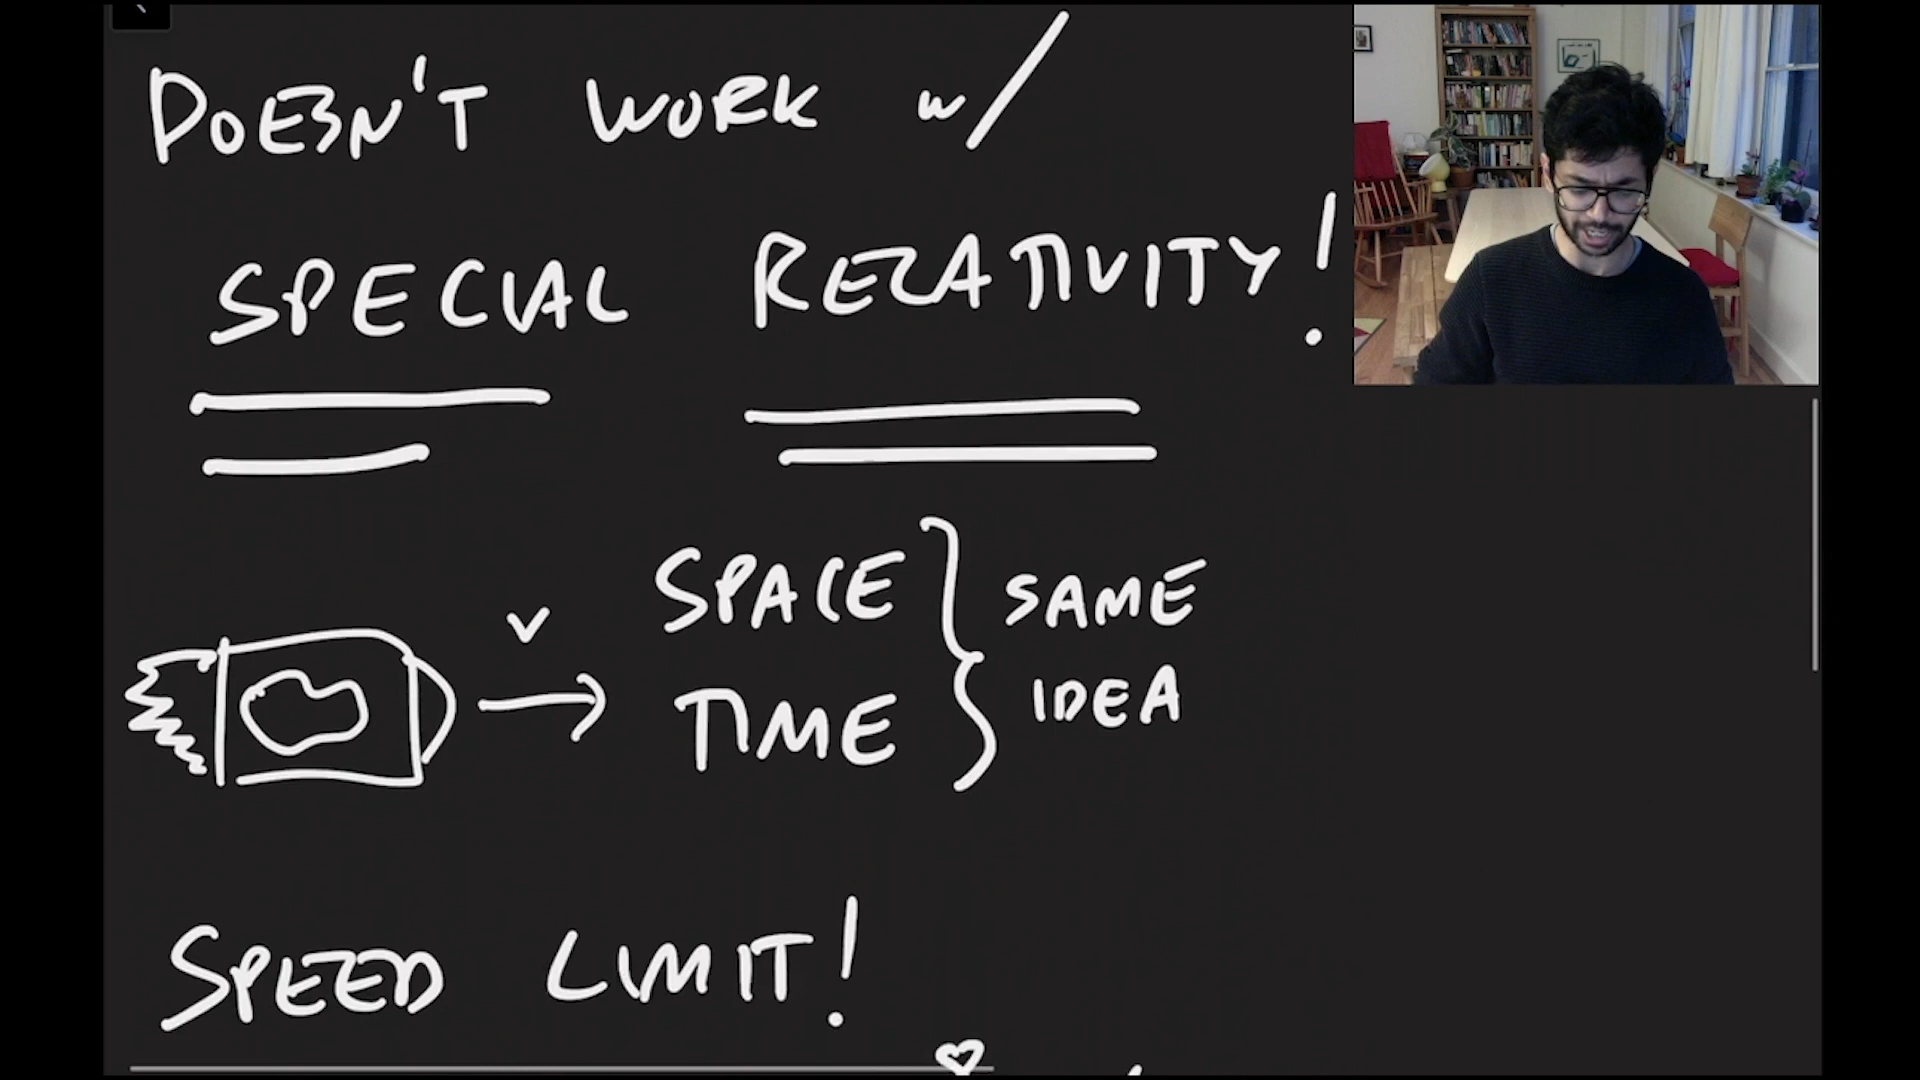 DOESN'T WORK w/
SPECIAL RELATIVITY!
v
SPACE
TIME
SAME
IDEA
SPEED LIMIT!